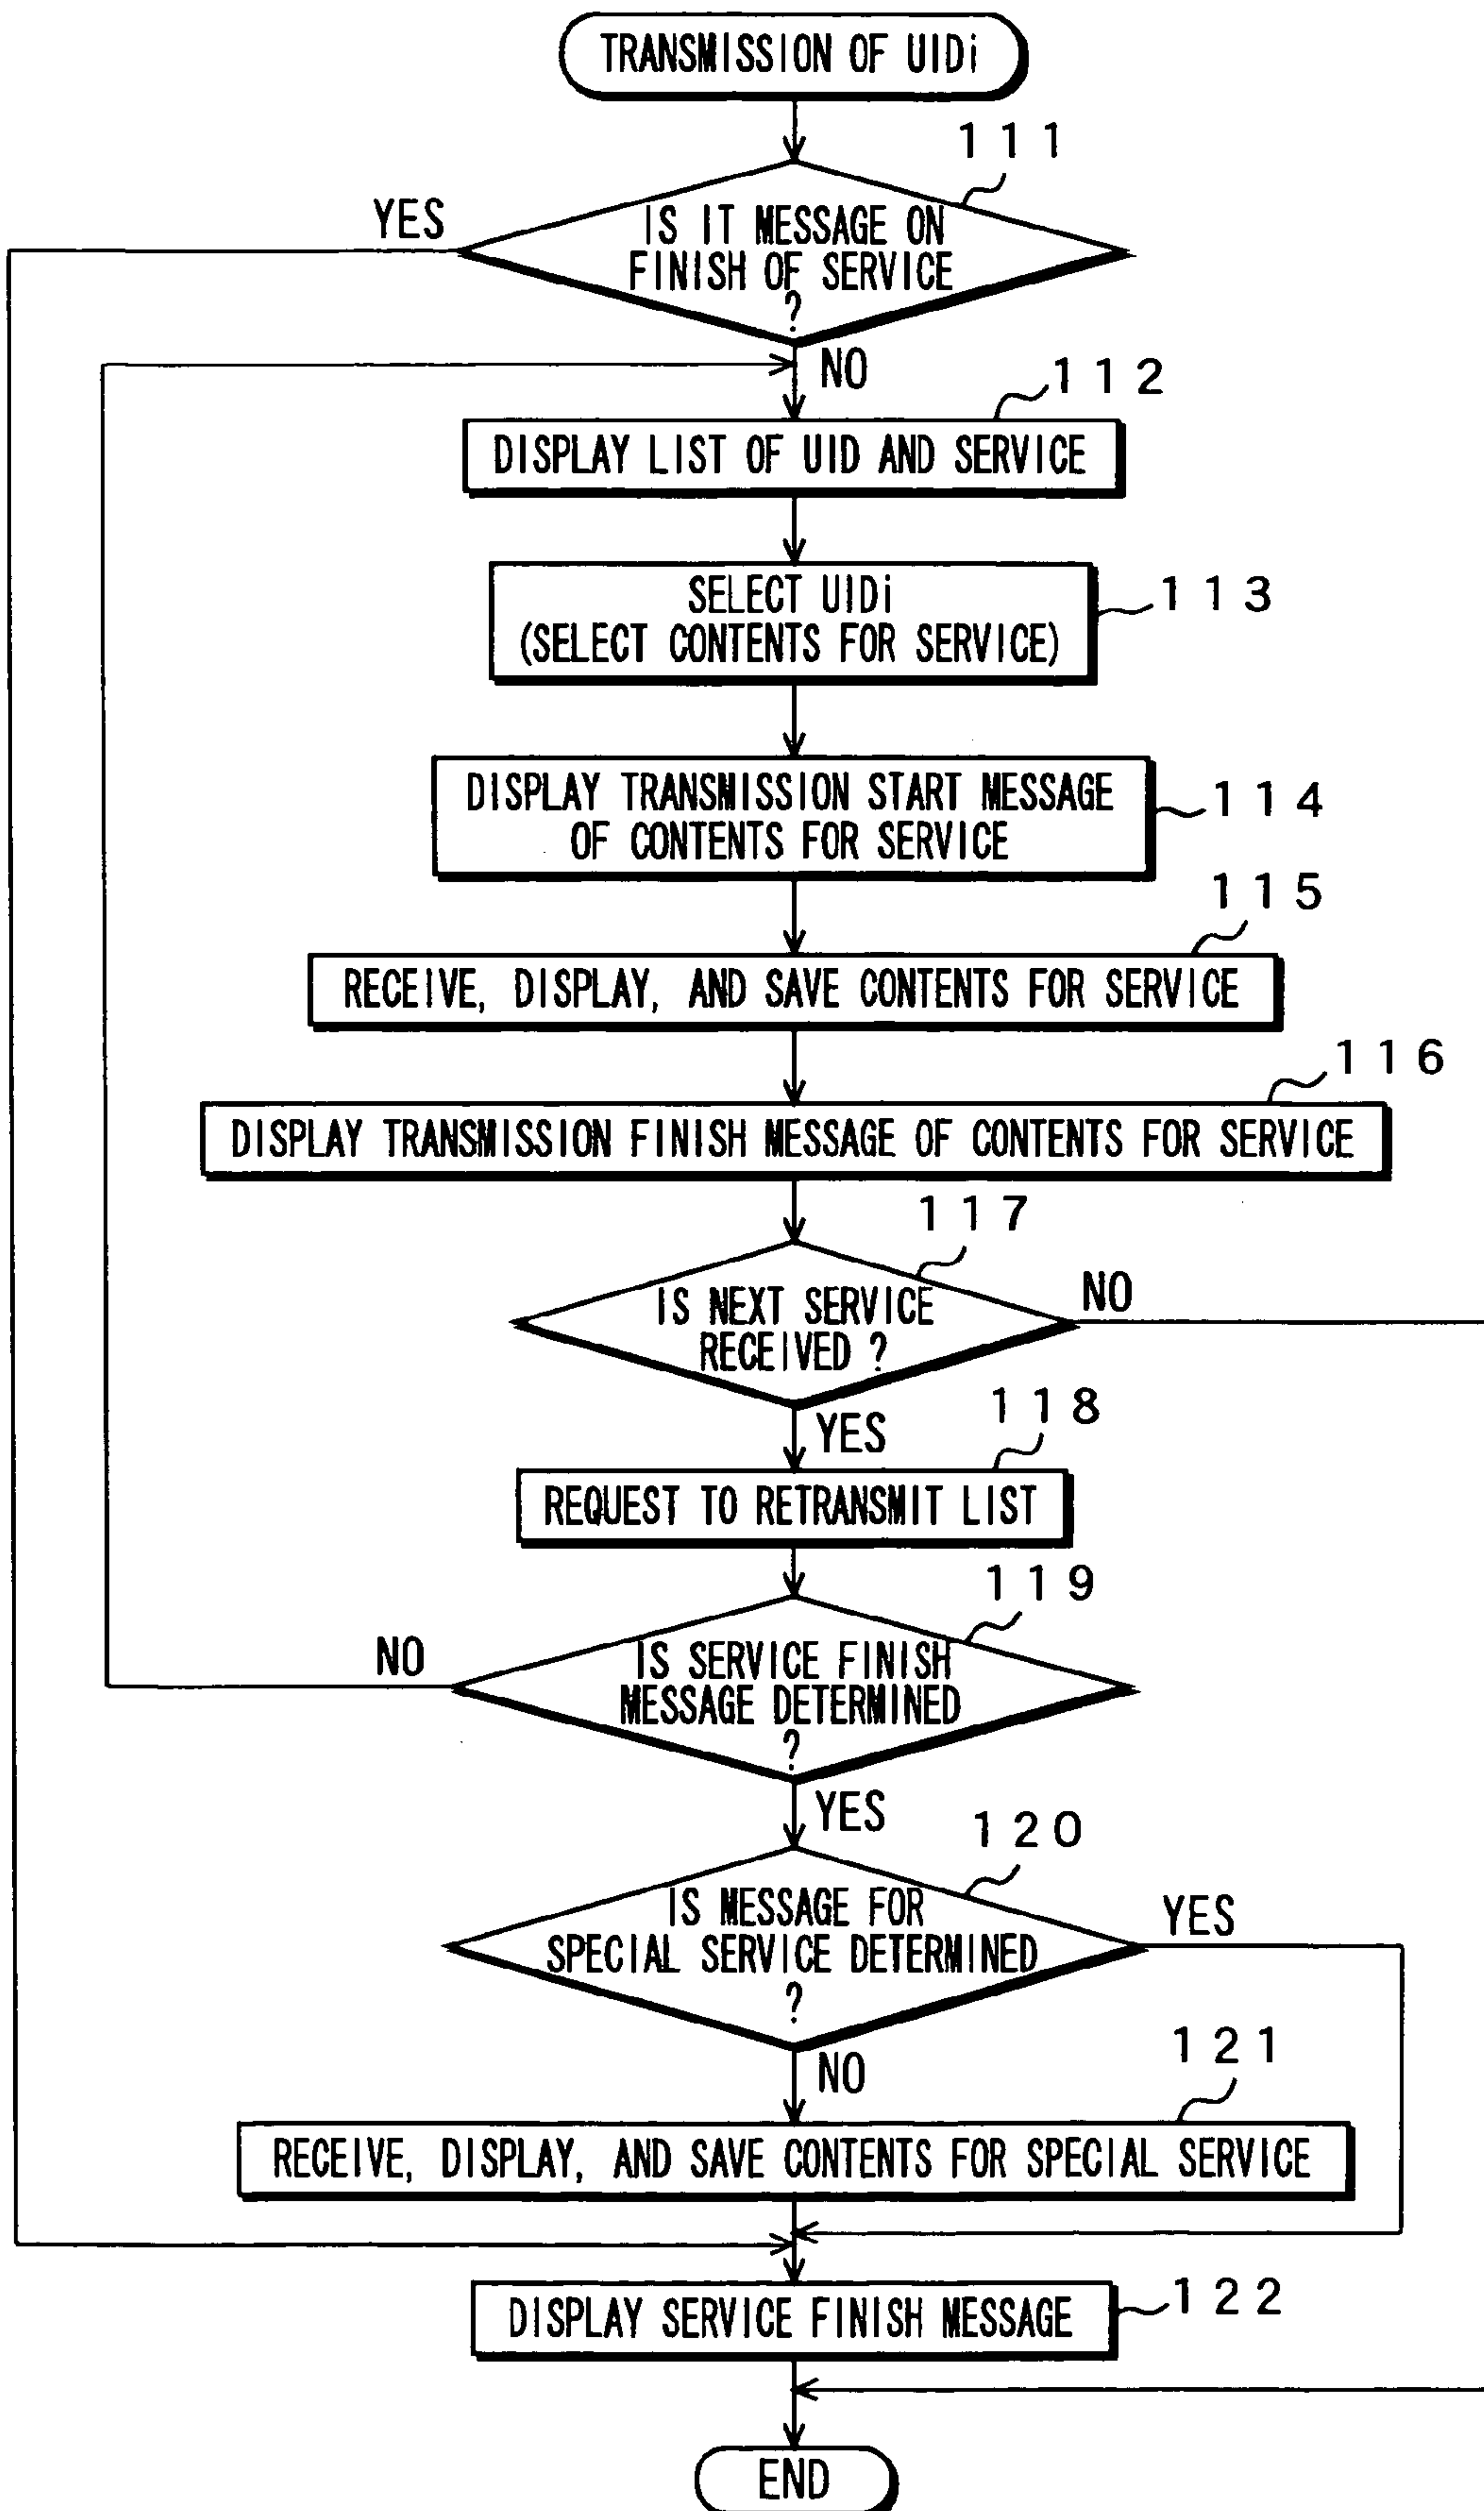 TRANSMISSION OF UIDi
111
YES
IS IT MESSAGE ON
FINISH OF SERVICE
?
NO
112
DISPLAY LIST OF UID AND SERVICE
SELECT UIDi
(SELECT CONTENTS FOR SERVICE)
113
DISPLAY TRANSMISSION START MESSAGE
OF CONTENTS FOR SERVICE
114
115
RECEIVE, DISPLAY, AND SAVE CONTENTS FOR SERVICE
116
DISPLAY TRANSMISSION FINISH MESSAGE OF CONTENTS FOR SERVICE
117
IS NEXT SERVICE
RECEIVED ?
NO
YES
118
REQUEST TO RETRANSMIT LIST
119
NO
IS SERVICE FINISH
MESSAGE DETERMINED
?
YES
120
IS MESSAGE FOR
SPECIAL SERVICE DETERMINED
?
YES
NO
121
RECEIVE, DISPLAY, AND SAVE CONTENTS FOR SPECIAL SERVICE
DISPLAY SERVICE FINISH MESSAGE
122
END